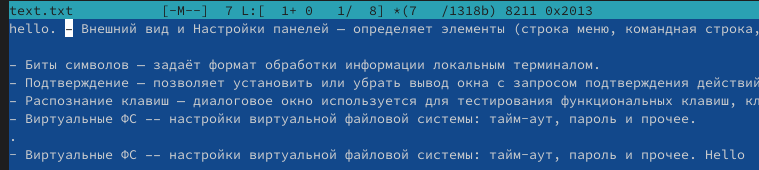 text.txt [-M--] 7 L:[ 1+ 0 1/ 8] *(7 /1318b) 8211 0x2013
hello. – Внешний вид и Настройки панелей — определяет элементы (строка меню, командная строка,
– Биты символов — задаёт формат обработки информации локальным терминалом.
– Подтверждение — позволяет установить или убрать вывод окна с запросом подтверждения действий
– Распознание клавиш — диалоговое окно используется для тестирования функциональных клавиш, кл
– Виртуальные ФС –– настройки виртуальной файловой системы: тайм-аут, пароль и прочее.
.
– Виртуальные ФС –– настройки виртуальной файловой системы: тайм-аут, пароль и прочее. Hello